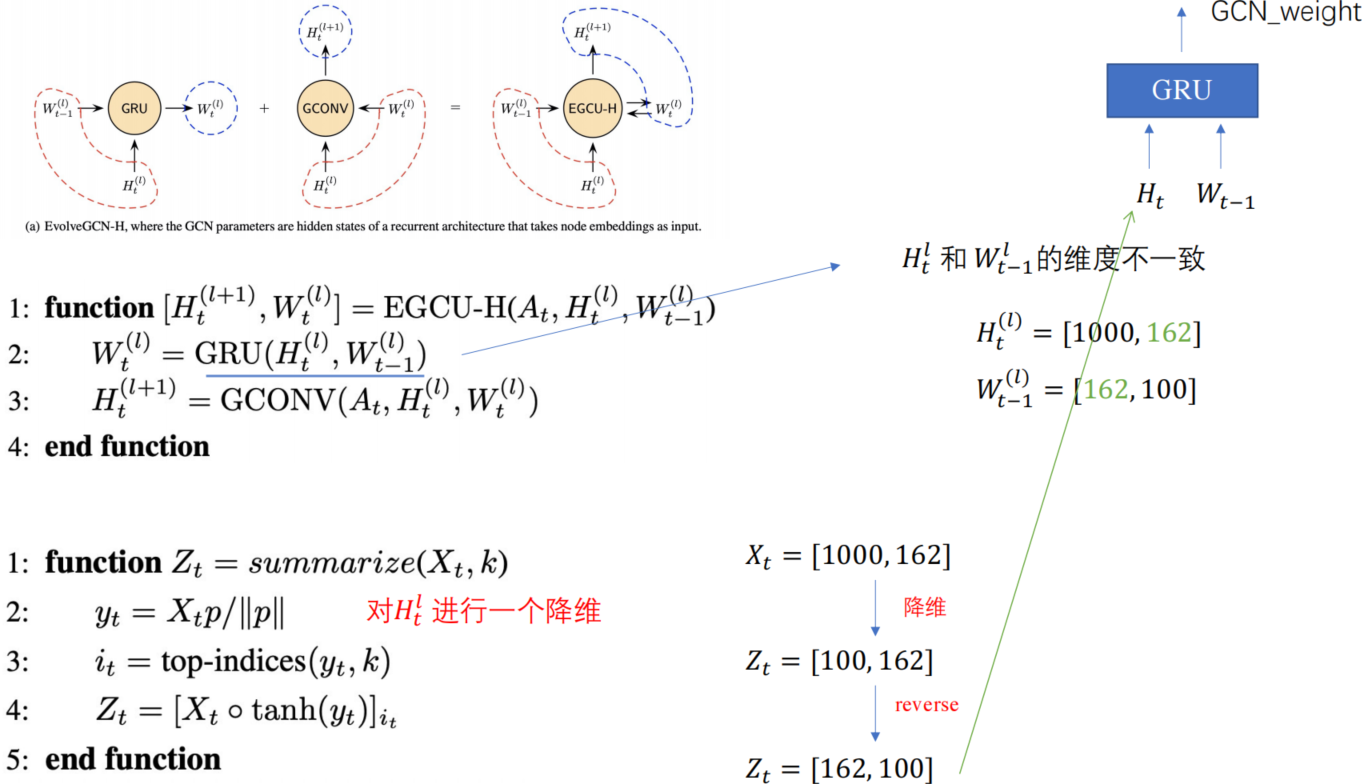 H_t^{(l+1)}
H_t^{(l+1)}
W_{t-1}^{(l)} GRU W_t^{(l)} + GCONV W_t^{(l)} = W_{t-1}^{(l)} EGCU-H W_t^{(l)}
H_t^{(l)} H_t^{(l)} H_t^{(l)}
(a) EvolveGCN-H, where the GCN parameters are hidden states of a recurrent architecture that takes node embeddings as input.
GCN_weight
GRU
H_t W_{t-1}
H_t^l 和 W_{t-1}^l的维度不一致
H_t^{(l)} = [1000, 162]
W_{t-1}^{(l)} = [162, 100]
1: function [H_t^{(l+1)}, W_t^{(l)}] = EGCU-H(A_t, H_t^{(l)}, W_{t-1}^{(l)})
2: W_t^{(l)} = GRU(H_t^{(l)}, W_{t-1}^{(l)})
3: H_t^{(l+1)} = GCONV(A_t, H_t^{(l)}, W_t^{(l)})
4: end function
1: function Z_t = summarize(X_t, k)
2: y_t = X_t p/‖p‖ 对H_t^l 进行一个降维
3: i_t = top-indices(y_t, k)
4: Z_t = [X_t ∘ tanh(y_t)]_{i_t}
5: end function
X_t = [1000, 162]
降维
Z_t = [100, 162]
reverse
Z_t = [162, 100]